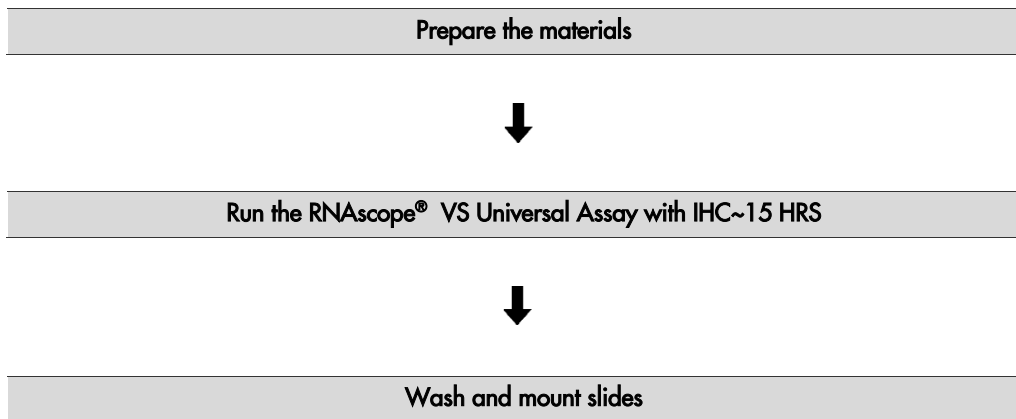 Prepare the materials
Run the RNAscope® VS Universal Assay with IHC~15 HRS
Wash and mount slides